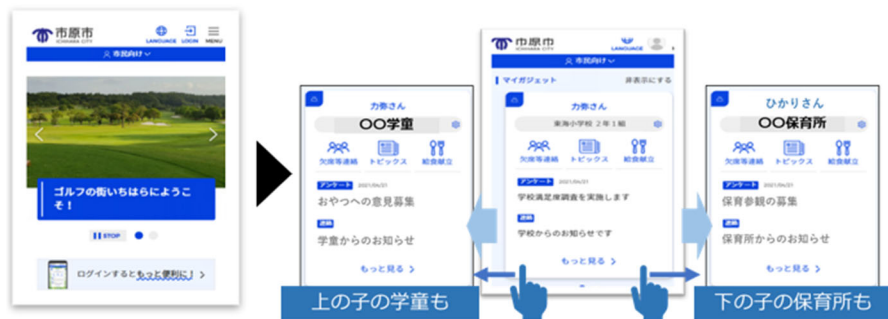 市原市
ICHIHARA CITY
LANGUAGE
LOGIN
MENU
市民向け
ゴルフの街いちはらにようこ
そ！
STOP
ログインするともっと便利に！
力弥さん
〇〇学童
欠席等連絡
トピックス
給食献立
アンケート 2021/04/21
おやつへの意見募集
連絡
学童からのお知らせ
もっと見る
上の子の学童も
市原市
ICHIHARA CITY
LANGUAGE
市民向け
マイガジェット
非表示にする
力弥さん
東海小学校 2年1組
欠席等連絡
トピックス
給食献立
アンケート 2021/04/21
学校満足度調査を実施します
連絡
学校からのお知らせです
もっと見る
ひかりさん
〇〇保育所
欠席等連絡
トピックス
給食献立
アンケート 2021/04/21
保育参観の募集
連絡
保育所からのお知らせ
もっと見る
下の子の保育所も